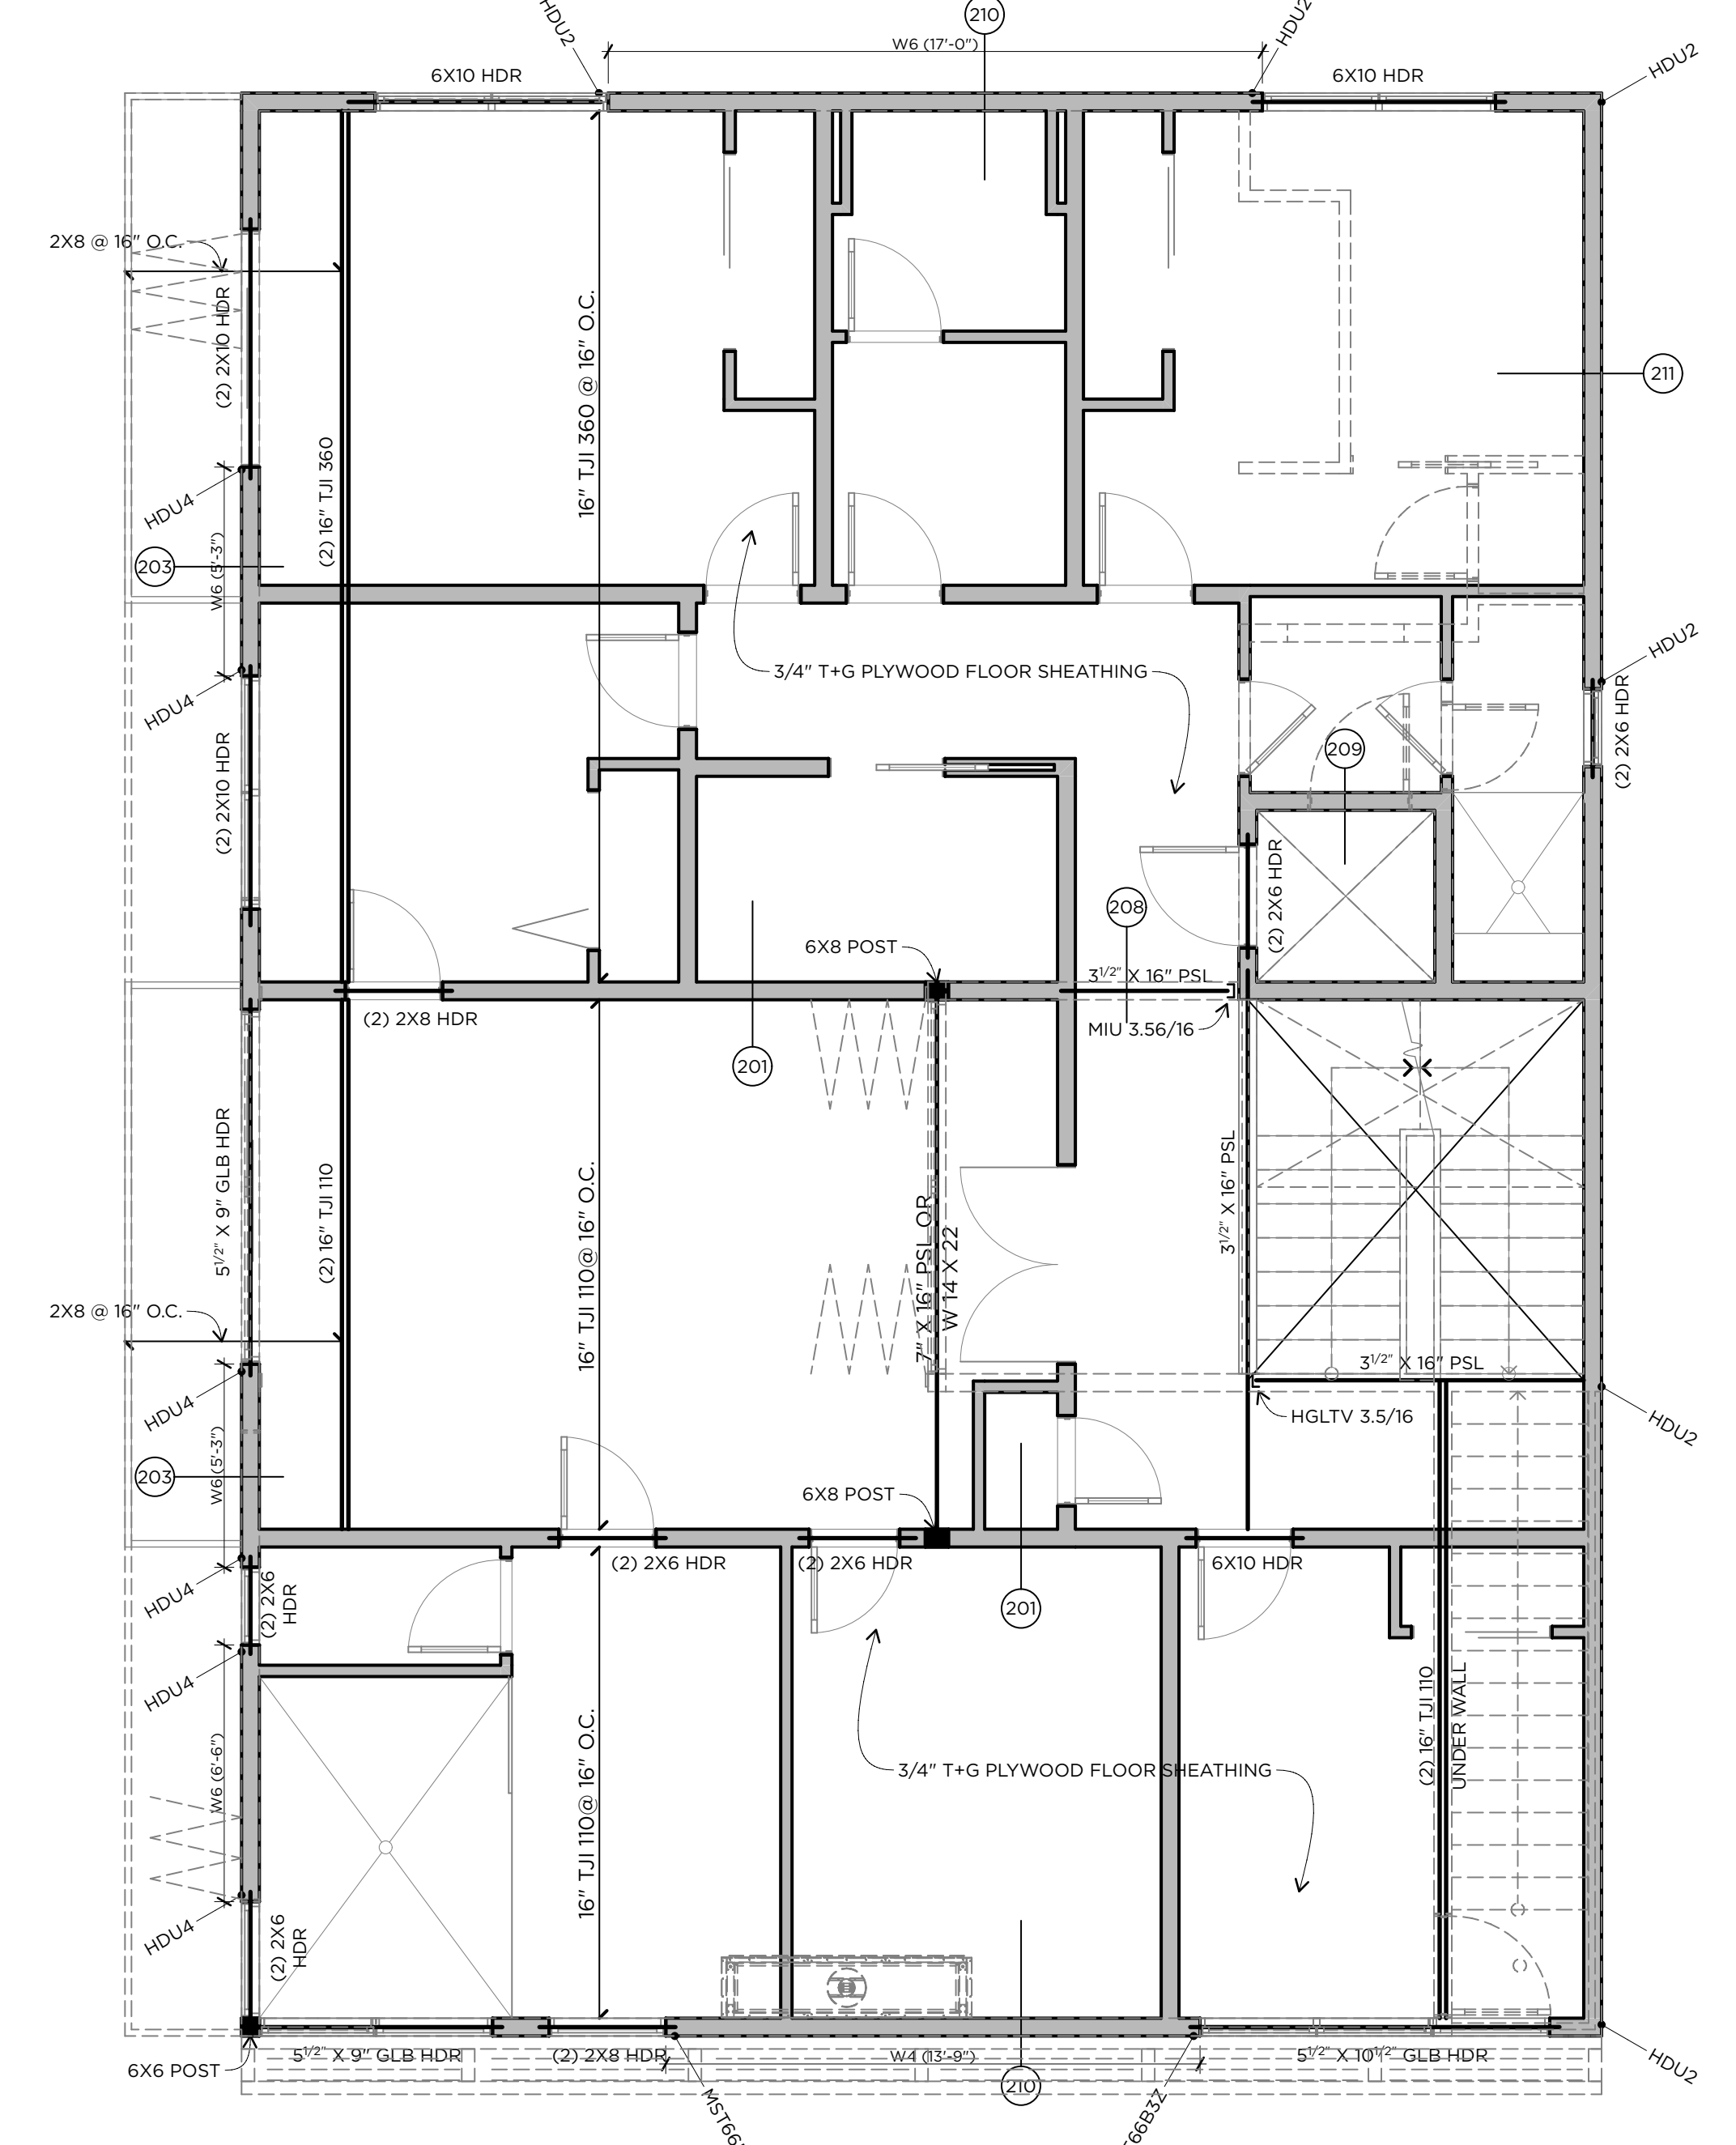 HDU2
210
HDU2
W6 (17'-0")
HDU2
6X10 HDR
6X10 HDR
2X8 @ 16" O.C.
(2) 2X10 HDR
16" TJI 360 @ 16" O.C.
211
(2) 16" TJI 360
HDU4
W6 (5'-3")
203
HDU2
3/4" T+G PLYWOOD FLOOR SHEATHING
HDU4
(2) 2X6 HDR
(2) 2X10 HDR
209
(2) 2X6 HDR
208
6X8 POST
3 1/2" X 16" PSL
(2) 2X8 HDR
MIU 3.56/16
201
5 1/2" X 9" GLB HDR
(2) 16" TJI 110
16" TJI 110@ 16" O.C.
7" X 16" PSL OR
W 14 X 22
3 1/2" X 16" PSL
2X8 @ 16" O.C.
3 1/2" X 16" PSL
HDU4
HGLTV 3.5/16
HDU2
W6 (5'-3")
203
6X8 POST
(2) 2X6 HDR
(2) 2X6 HDR
6X10 HDR
HDU4
(2) 2X6
HDR
201
HDU4
(2) 16" TJI 110
UNDER WALL
W6 (6'-6")
16" TJI 110@ 16" O.C.
3/4" T+G PLYWOOD FLOOR SHEATHING
HDU4
(2) 2X6
HDR
6X6 POST
5 1/2" X 9" GLB HDR
(2) 2X8 HDR
W4 (13'-9")
5 1/2" X 10 1/2" GLB HDR
HDU2
210